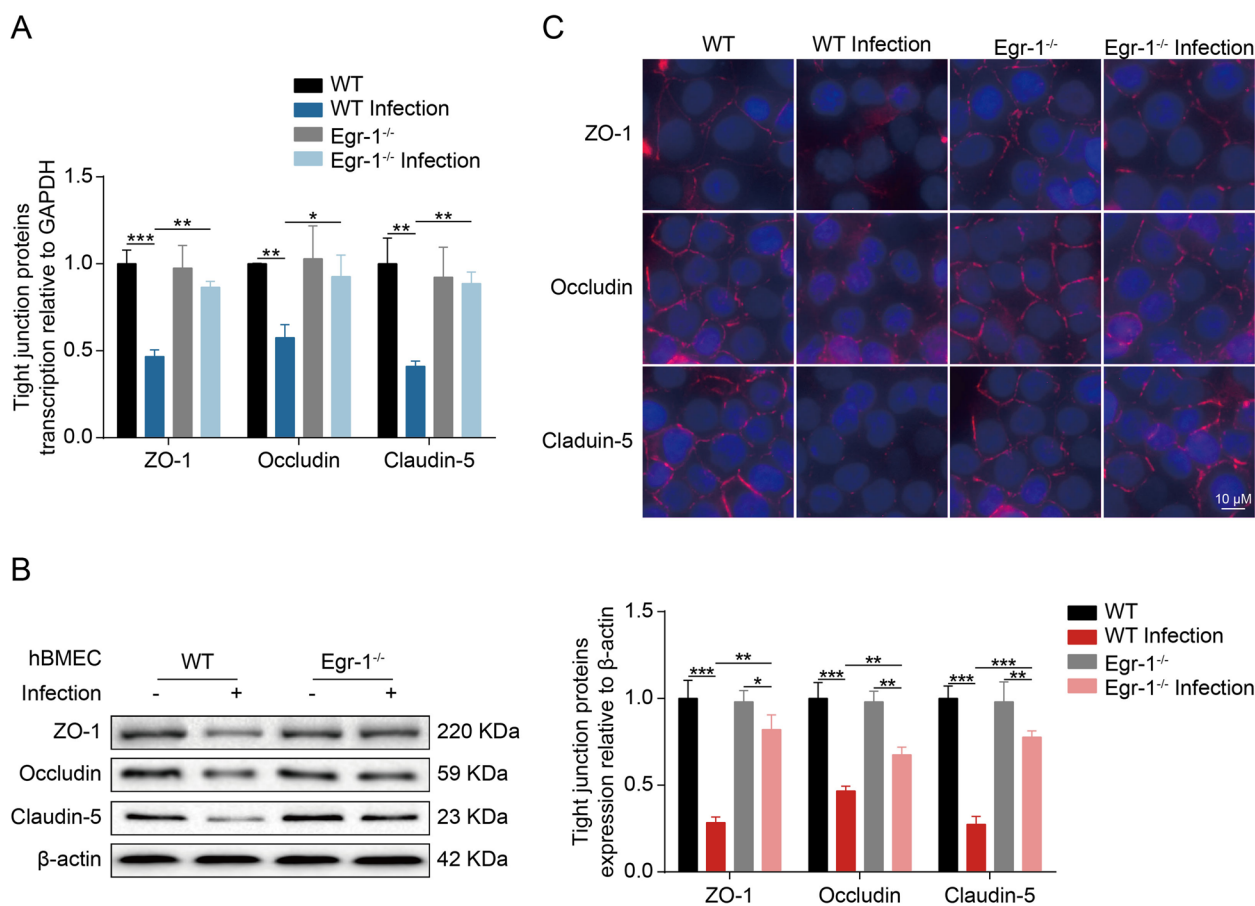 A
WT
WT Infection
Egr-1-/-
Egr-1-/- Infection
Tight junction proteins
transcription relative to GAPDH
1.5
1.0
0.5
0.0
***
**
**
*
**
**
ZO-1
Occludin
Claudin-5
C
WT
WT Infection
Egr-1-/-
Egr-1-/- Infection
ZO-1
Occludin
Claduin-5
10 μM
B
hBMEC
WT
Egr-1-/-
Infection
-
+
-
+
ZO-1
220 KDa
Occludin
59 KDa
Claudin-5
23 KDa
β-actin
42 KDa
Tight junction proteins
expression relative to β-actin
1.5
1.0
0.5
0.0
***
**
*
***
**
**
***
***
**
ZO-1
Occludin
Claudin-5
WT
WT Infection
Egr-1-/-
Egr-1-/- Infection